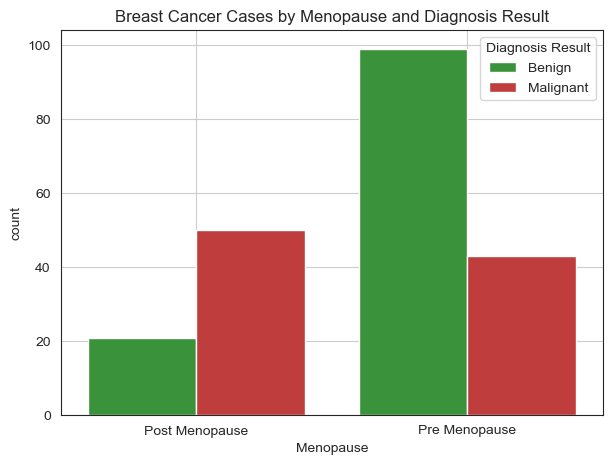 Breast Cancer Cases by Menopause and Diagnosis Result
100
80
60
40
20
0
count
Diagnosis Result
Benign
Malignant
Post Menopause
Pre Menopause
Menopause